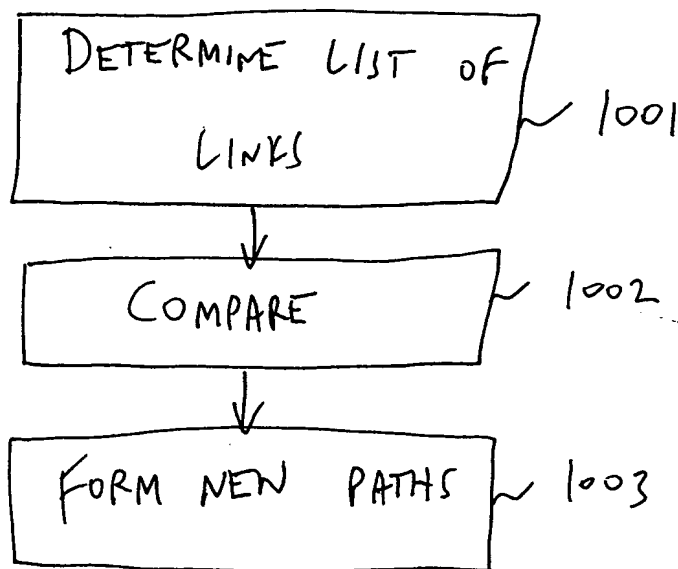 DETERMINE LIST OF
LINKS
1001
COMPARE
1002
FORM NEW PATHS
1003